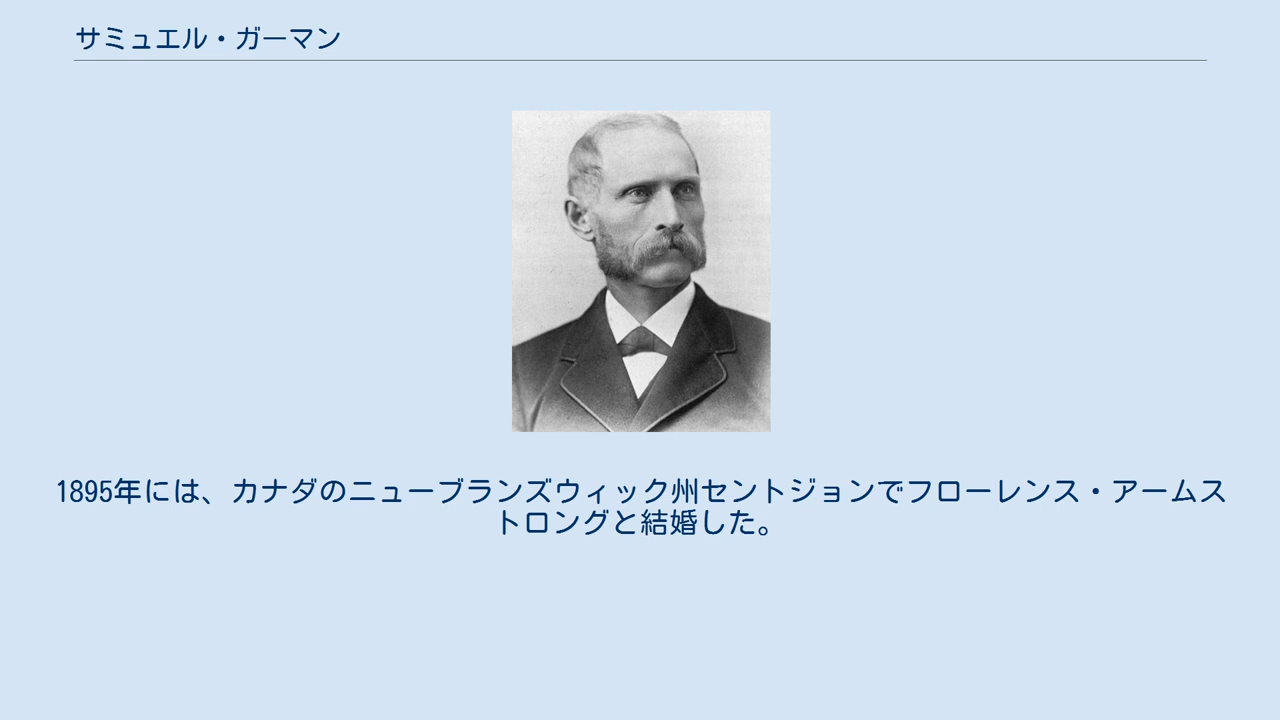 サミュエル・ガーマン
1895年には、カナダのニューブランズウィック州セントジョンでフローレンス・アームス
トロングと結婚した。